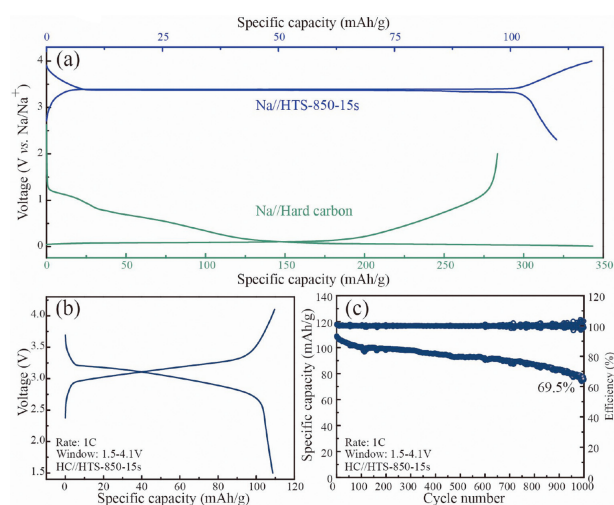 Specific capacity (mAh/g)
0 25 50 75 100
(a)
4
3
2
1
0
Voltage (V vs. Na/Na⁺)
Na//HTS-850-15s
Na//Hard carbon
0 50 100 150 200 250 300 350
Specific capacity (mAh/g)
(b)
4.0
3.5
3.0
2.5
2.0
1.5
Voltage (V)
Rate: 1C
Window: 1.5-4.1V
HC//HTS-850-15s
0 20 40 60 80 100 120
Specific capacity (mAh/g)
(c)
140
120
100
80
60
40
20
0
Specific capacity (mAh/g)
69.5%
Rate: 1C
Window: 1.5-4.1V
HC//HTS-850-15s
120
100
80
60
40
20
0
Efficiency (%)
0 100 200 300 400 500 600 700 800 900 1000
Cycle number